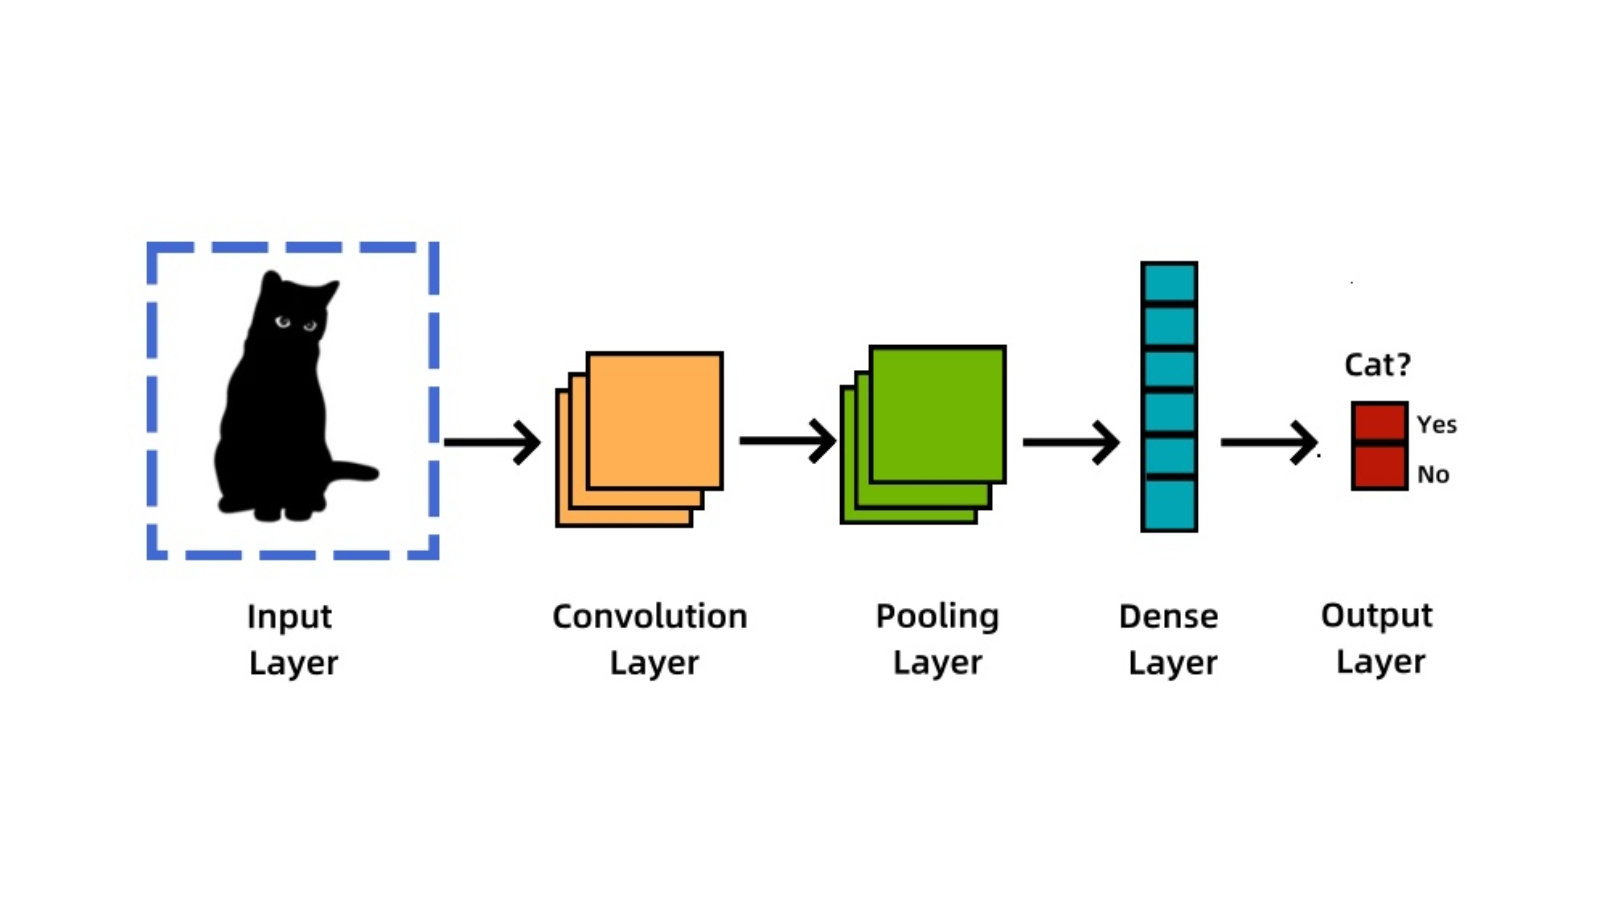 Cat?
Yes
No
Input
Layer
Convolution
Layer
Pooling
Layer
Dense
Layer
Output
Layer